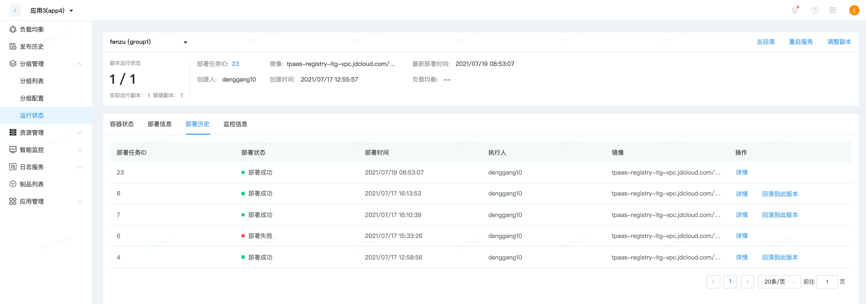 应用3(app4)
负载均衡
发布历史
分组管理
分组列表
分组配置
运行状态
资源管理
智能监控
日志服务
制品列表
应用管理
fenzu (group1)
去回滚 重启服务 调整副本
副本运行状态
1 / 1
实际运行副本: 1 期望副本: 1
部署任务ID: 23 镜像: tpaas-registry-itg-vpc.jdcloud.com/... 最新部署时间: 2021/07/19 08:53:07
创建人: denggang10 创建时间: 2021/07/17 12:55:57 负载均衡: ---
容器状态 部署信息 部署历史 监控信息
部署任务ID 部署状态 部署时间 执行人 镜像 操作
23 部署成功 2021/07/19 08:53:07 denggang10 tpaas-registry-itg-vpc.jdcloud.com/... 详情
8 部署成功 2021/07/17 16:13:53 denggang10 tpaas-registry-itg-vpc.jdcloud.com/... 详情 回滚到此版本
7 部署成功 2021/07/17 16:10:39 denggang10 tpaas-registry-itg-vpc.jdcloud.com/... 详情 回滚到此版本
6 部署失败 2021/07/17 15:33:26 denggang10 tpaas-registry-itg-vpc.jdcloud.com/... 详情
4 部署成功 2021/07/17 12:58:56 denggang10 tpaas-registry-itg-vpc.jdcloud.com/... 详情 回滚到此版本
1 20条/页 前往 1 页